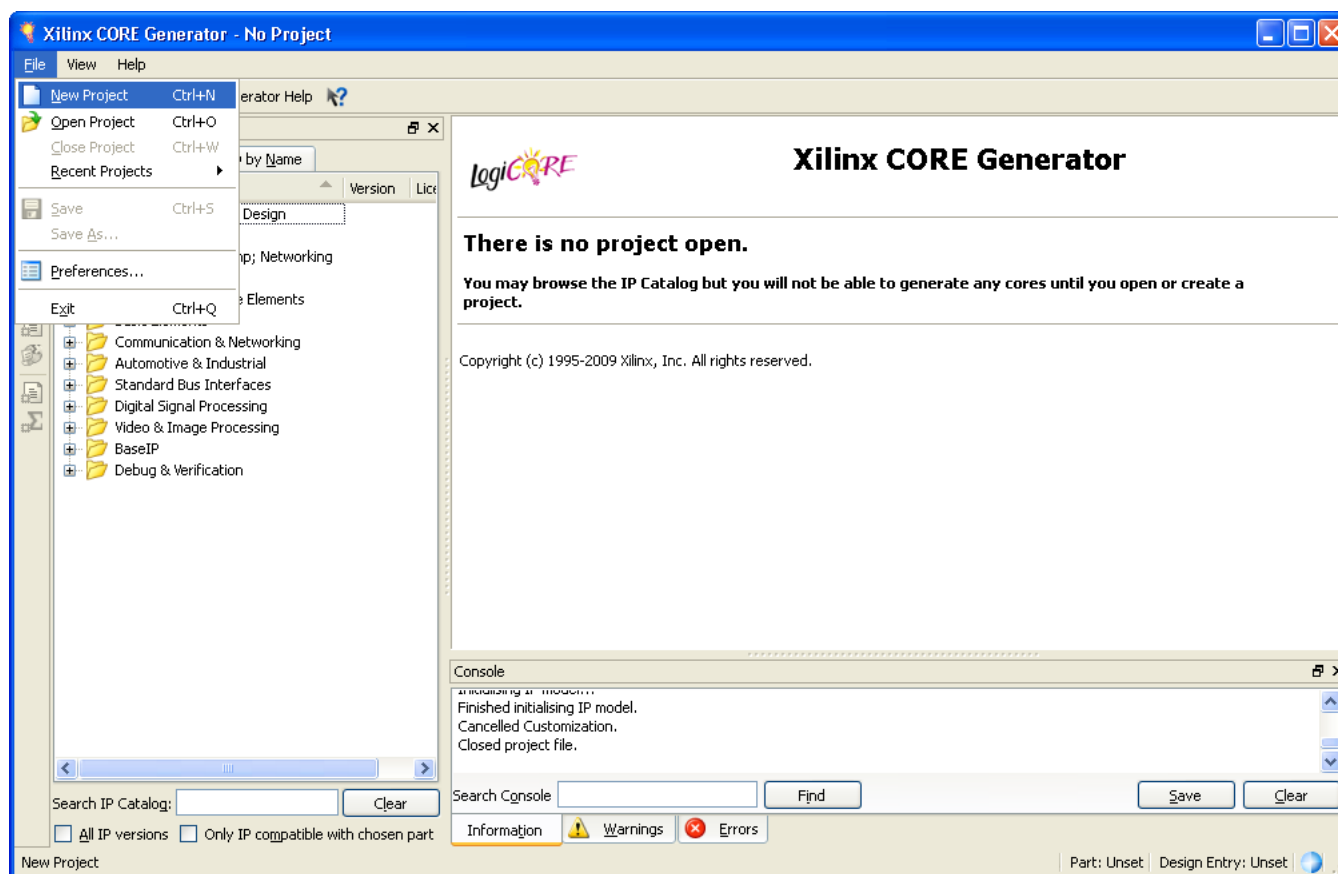 Xilinx CORE Generator - No Project
File View Help
New Project Ctrl+N
erator Help
Open Project Ctrl+O
Close Project Ctrl+W
Recent Projects
by Name
Version Lice
Save Ctrl+S
Design
Save As...
np; Networking
Preferences...
e Elements
Exit Ctrl+Q
Communication & Networking
Automotive & Industrial
Standard Bus Interfaces
Digital Signal Processing
Video & Image Processing
BaseIP
Debug & Verification
Search IP Catalog: Clear
All IP versions Only IP compatible with chosen part
LogiCORE
Xilinx CORE Generator
There is no project open.
You may browse the IP Catalog but you will not be able to generate any cores until you open or create a
project.
Copyright (c) 1995-2009 Xilinx, Inc. All rights reserved.
Console
Initialising IP model...
Finished initialising IP model.
Cancelled Customization.
Closed project file.
Search Console Find Save Clear
Information Warnings Errors
New Project
Part: Unset Design Entry: Unset